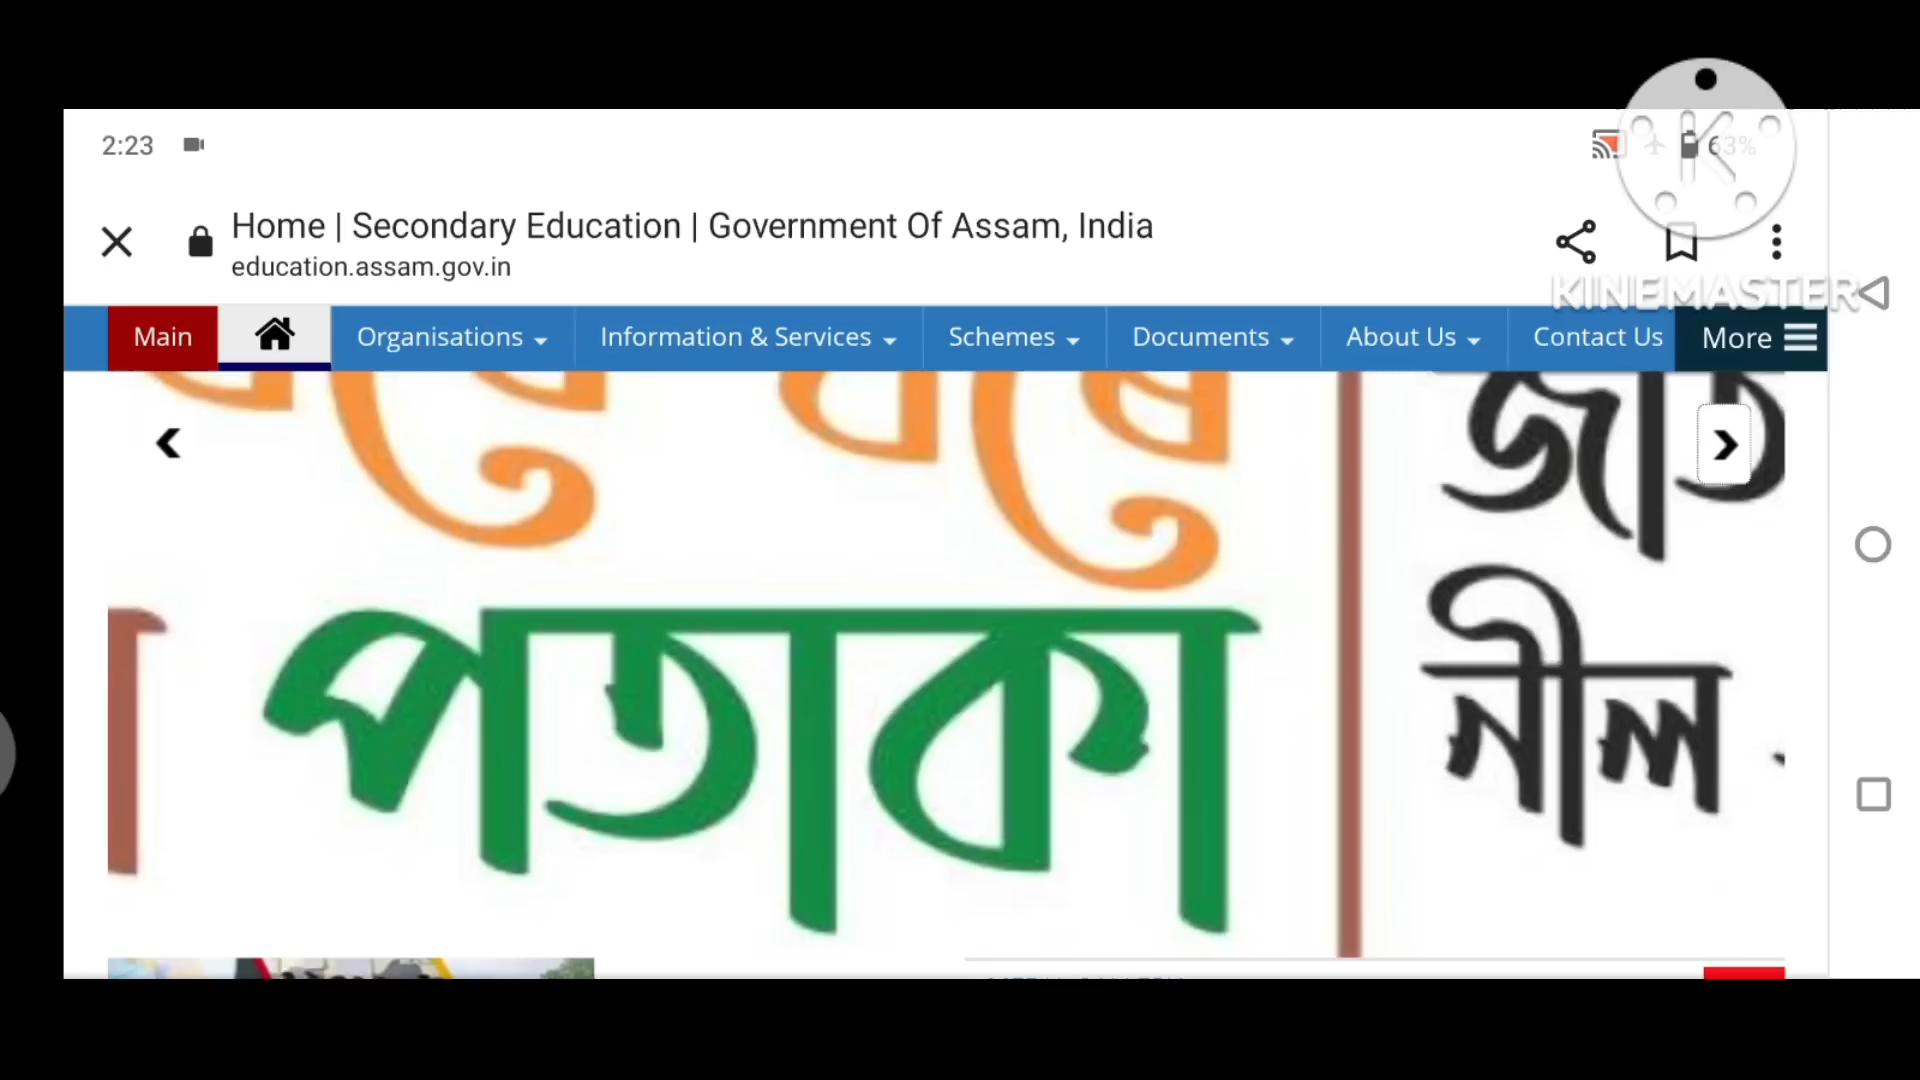 2:23
63%
Home | Secondary Education | Government Of Assam, India
education.assam.gov.in
KINEMASTER
Main Organisations Information & Services Schemes Documents About Us Contact Us More
পতাকা
নীল